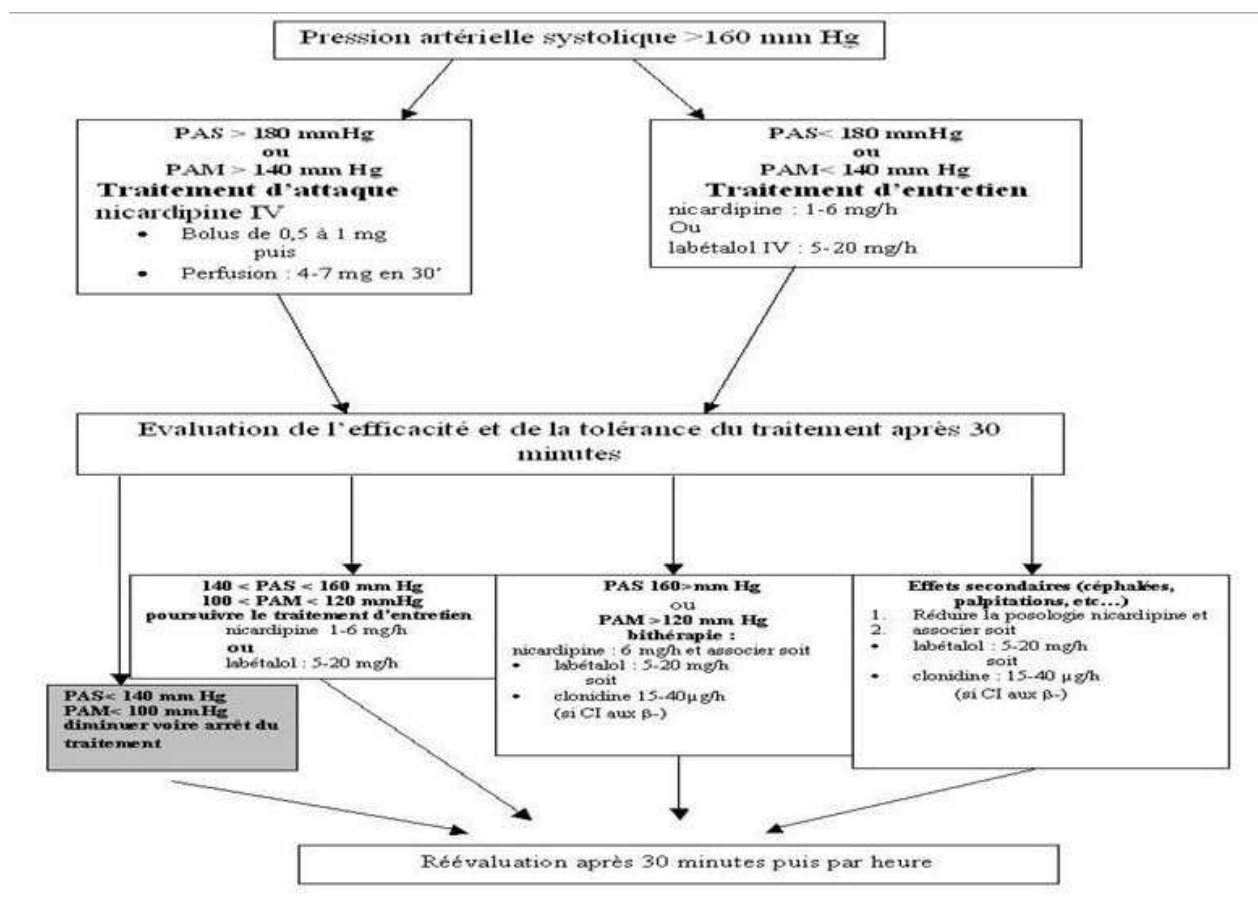 Pression artérielle systolique >160 mm Hg
PAS > 180 mmHg
ou
PAM > 140 mm Hg
Traitement d'attaque
nicardipine IV
• Bolus de 0,5 à 1 mg
puis
• Perfusion : 4-7 mg en 30'
PAS< 180 mmHg
ou
PAM< 140 mm Hg
Traitement d'entretien
nicardipine : 1-6 mg/h
Ou
labétalol IV : 5-20 mg/h
Evaluation de l'efficacité et de la tolérance du traitement après 30
minutes
140 < PAS < 160 mm Hg
100 < PAM < 120 mmHg
poursuivre le traitement d'entretien
nicardipine 1-6 mg/h
ou
labétalol : 5-20 mg/h
PAS 160>mm Hg
ou
PAM >120 mm Hg
bithérapie :
nicardipine : 6 mg/h et associer soit
• labétalol : 5-20 mg/h
soit
• clonidine 15-40µg/h
(si CI aux β-)
Effets secondaires (céphalées,
palpitations, etc...)
1. Réduire la posologie nicardipine et
2. associer soit
• labétalol : 5-20 mg/h
soit
• clonidine : 15-40 µg/h
(si CI aux β-)
PAS< 140 mm Hg
PAM< 100 mmHg
diminuer voire arrêt du
traitement
Réévaluation après 30 minutes puis par heure